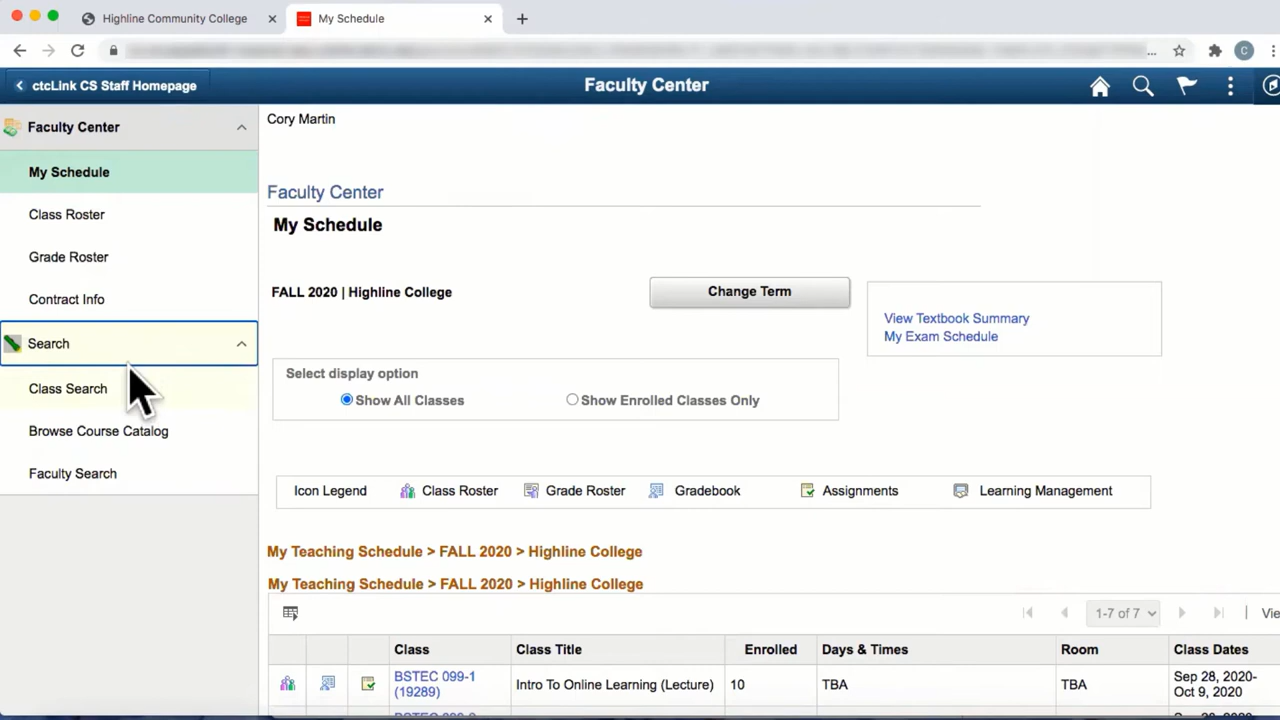 Highline Community College
My Schedule
C
ctcLink CS Staff Homepage
Faculty Center
Faculty Center
Cory Martin
My Schedule
Class Roster
Grade Roster
Contract Info
Search
Class Search
Browse Course Catalog
Faculty Search
Faculty Center
My Schedule
FALL 2020 | Highline College
Change Term
View Textbook Summary
My Exam Schedule
Select display option
Show All Classes Show Enrolled Classes Only
Icon Legend Class Roster Grade Roster Gradebook Assignments Learning Management
My Teaching Schedule > FALL 2020 > Highline College
My Teaching Schedule > FALL 2020 > Highline College
1-7 of 7 | Vie
Class Class Title Enrolled Days & Times Room Class Dates
BSTEC 099-1 Sep 28, 2020-
(19289) Intro To Online Learning (Lecture) 10 TBA TBA Oct 9, 2020